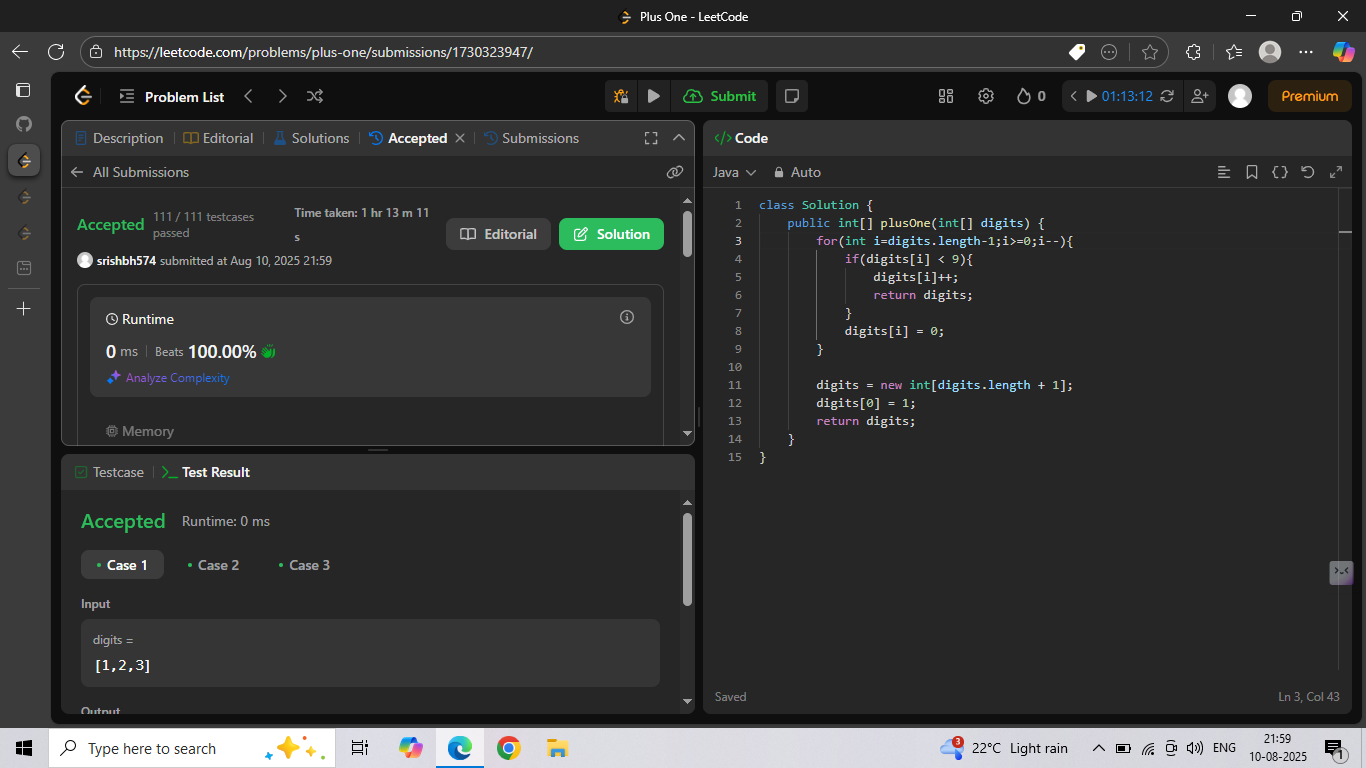 Plus One - LeetCode
https://leetcode.com/problems/plus-one/submissions/1730323947/
Problem List
Submit
0
01:13:12
Premium
Description
Editorial
Solutions
Accepted
Submissions
All Submissions
Accepted
111 / 111 testcases
passed
Time taken: 1 hr 13 m 11
s
Editorial
Solution
srishbh574 submitted at Aug 10, 2025 21:59
Runtime
0 ms
Beats 100.00%
Analyze Complexity
Memory
Testcase
Test Result
Accepted
Runtime: 0 ms
Case 1
Case 2
Case 3
Input
digits =
[1,2,3]
Output
Code
Java
Auto
1 class Solution {
2 public int[] plusOne(int[] digits) {
3 for(int i=digits.length-1;i>=0;i--){
4 if(digits[i] < 9){
5 digits[i]++;
6 return digits;
7 }
8 digits[i] = 0;
9 }
10
11 digits = new int[digits.length + 1];
12 digits[0] = 1;
13 return digits;
14 }
15 }
Saved
Ln 3, Col 43
Type here to search
3
22°C Light rain
ENG
21:59
10-08-2025
1